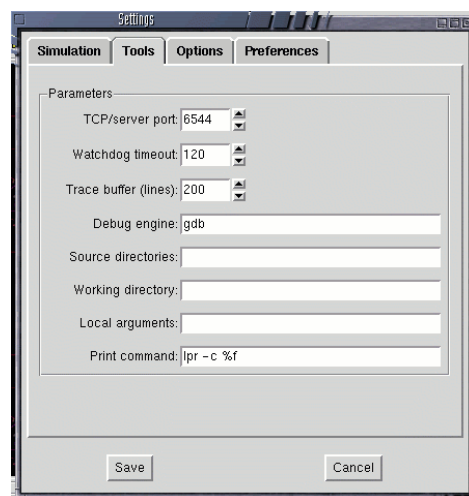 Settings
Simulation Tools Options Preferences
Parameters
TCP/server port: 6544
Watchdog timeout: 120
Trace buffer (lines): 200
Debug engine: gdb
Source directories:
Working directory:
Local arguments:
Print command: lpr -c %f
Save Cancel